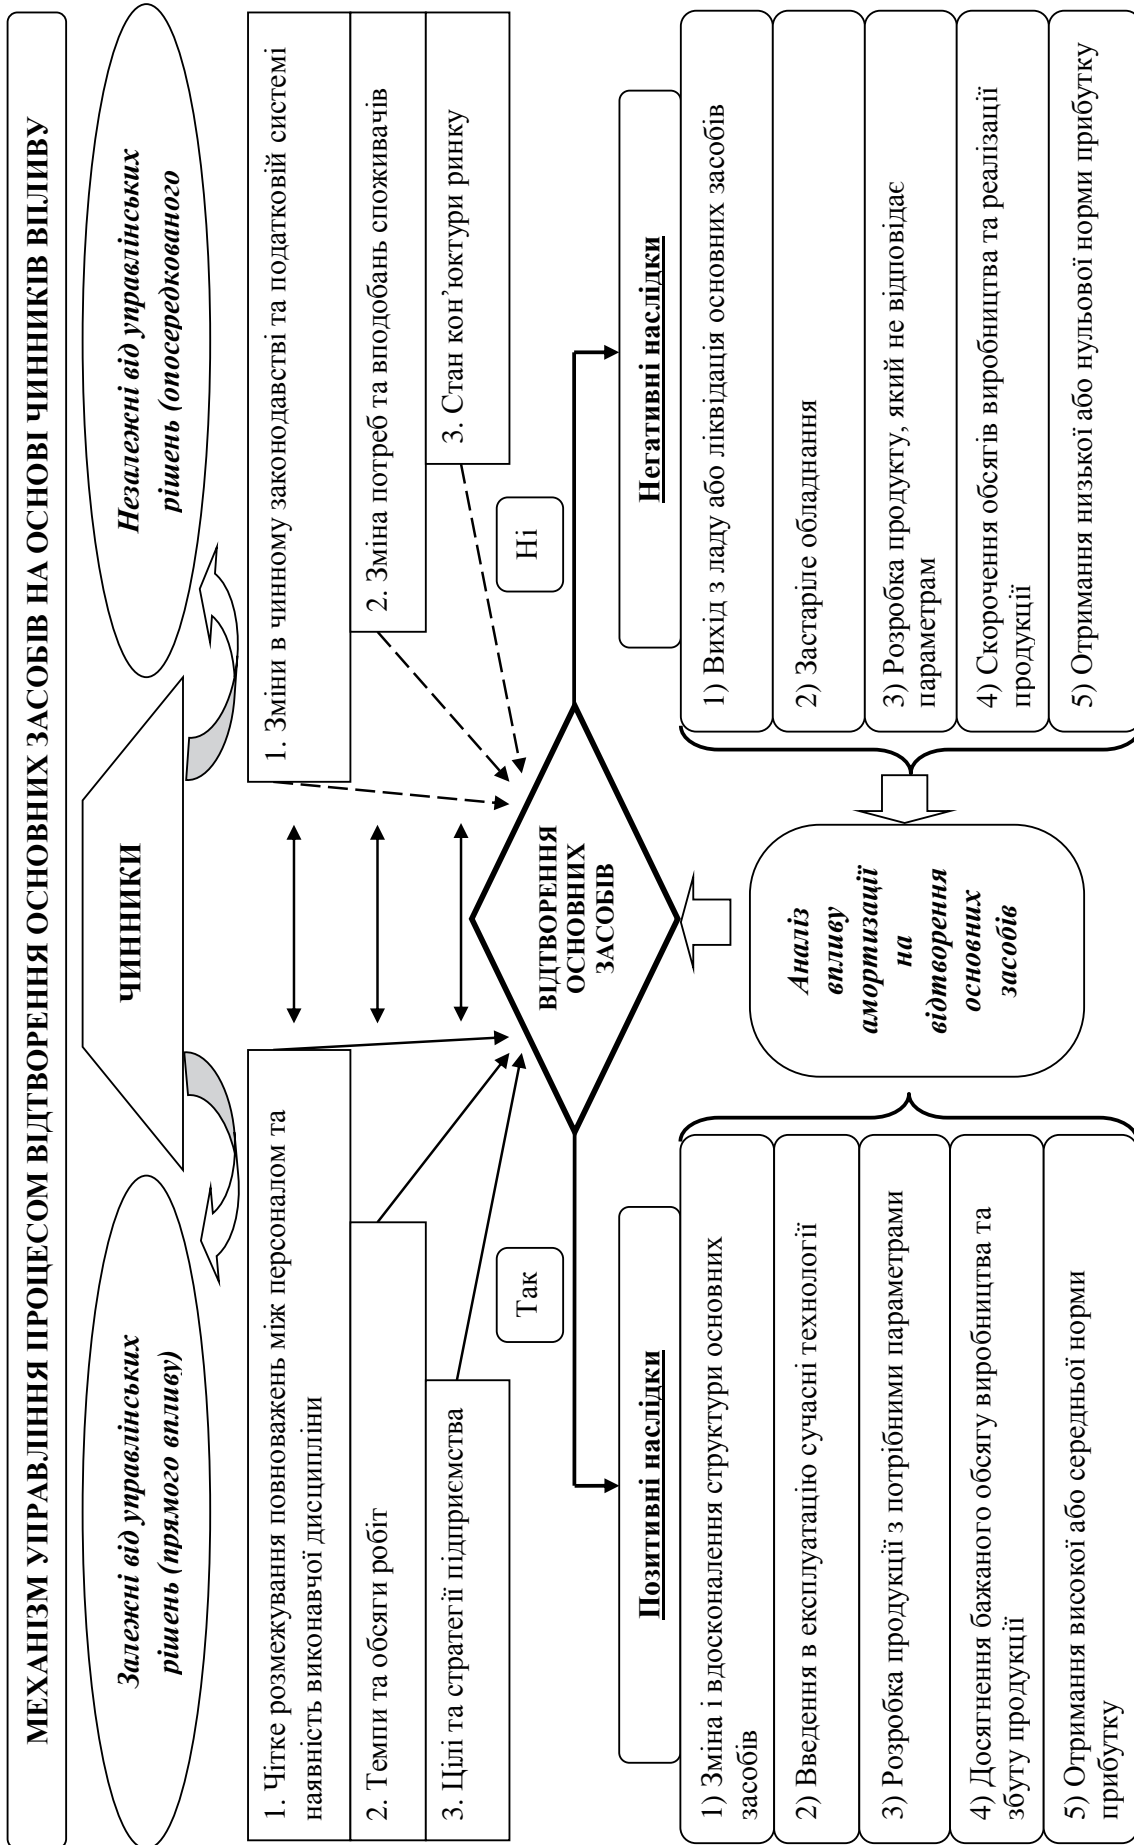 МЕХАНІЗМ УПРАВЛІННЯ ПРОЦЕСОМ ВІДТВОРЕННЯ ОСНОВНИХ ЗАСОБІВ НА ОСНОВІ ЧИННИКІВ ВПЛИВУ
Залежні від управлінських
рішень (прямого впливу)
ЧИННИКИ
Незалежні від управлінських
рішень (опосередкованого
1. Чітке розмежування повноважень між персоналом та
наявність виконавчої дисципліни
2. Темпи та обсяги робіт
3. Цілі та стратегії підприємства
1. Зміни в чинному законодавстві та податковій системі
2. Зміна потреб та вподобань споживачів
3. Стан кон’юктури ринку
ВІДТВОРЕННЯ
ОСНОВНИХ
ЗАСОБІВ
Так
Ні
Позитивні наслідки
1) Зміна і вдосконалення структури основних
засобів
2) Введення в експлуатацію сучасні технології
3) Розробка продукції з потрібними параметрами
4) Досягнення бажаного обсягу виробництва та
збуту продукції
5) Отримання високої або середньої норми
прибутку
Аналіз
впливу
амортизації
на
відтворення
основних
засобів
Негативні наслідки
1) Вихід з ладу або ліквідація основних засобів
2) Застаріле обладнання
3) Розробка продукту, який не відповідає
параметрам
4) Скорочення обсягів виробництва та реалізації
продукції
5) Отримання низької або нульової норми прибутку